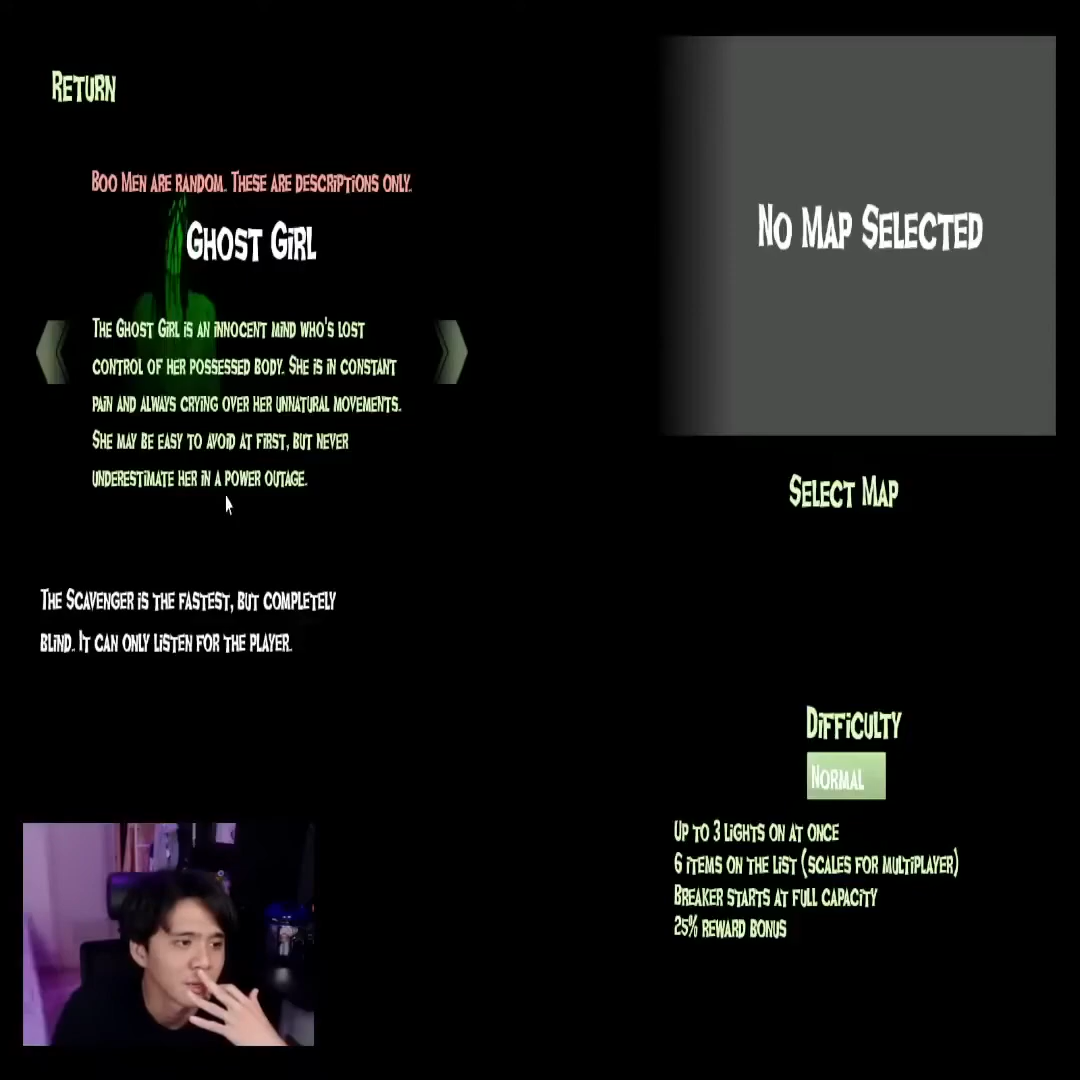 Return
Boo Men are random. These are descriptions only.
Ghost Girl
The Ghost Girl is an innocent mind who's lost
control of her possessed body. She is in constant
pain and always crying over her unnatural movements.
She may be easy to avoid at first, but never
underestimate her in a power outage.
The Scavenger is the fastest, but completely
blind. It can only listen for the player.
No Map Selected
Select Map
Difficulty
Normal
Up to 3 lights on at once
6 items on the list (scales for multiplayer)
Breaker starts at full capacity
25% reward bonus